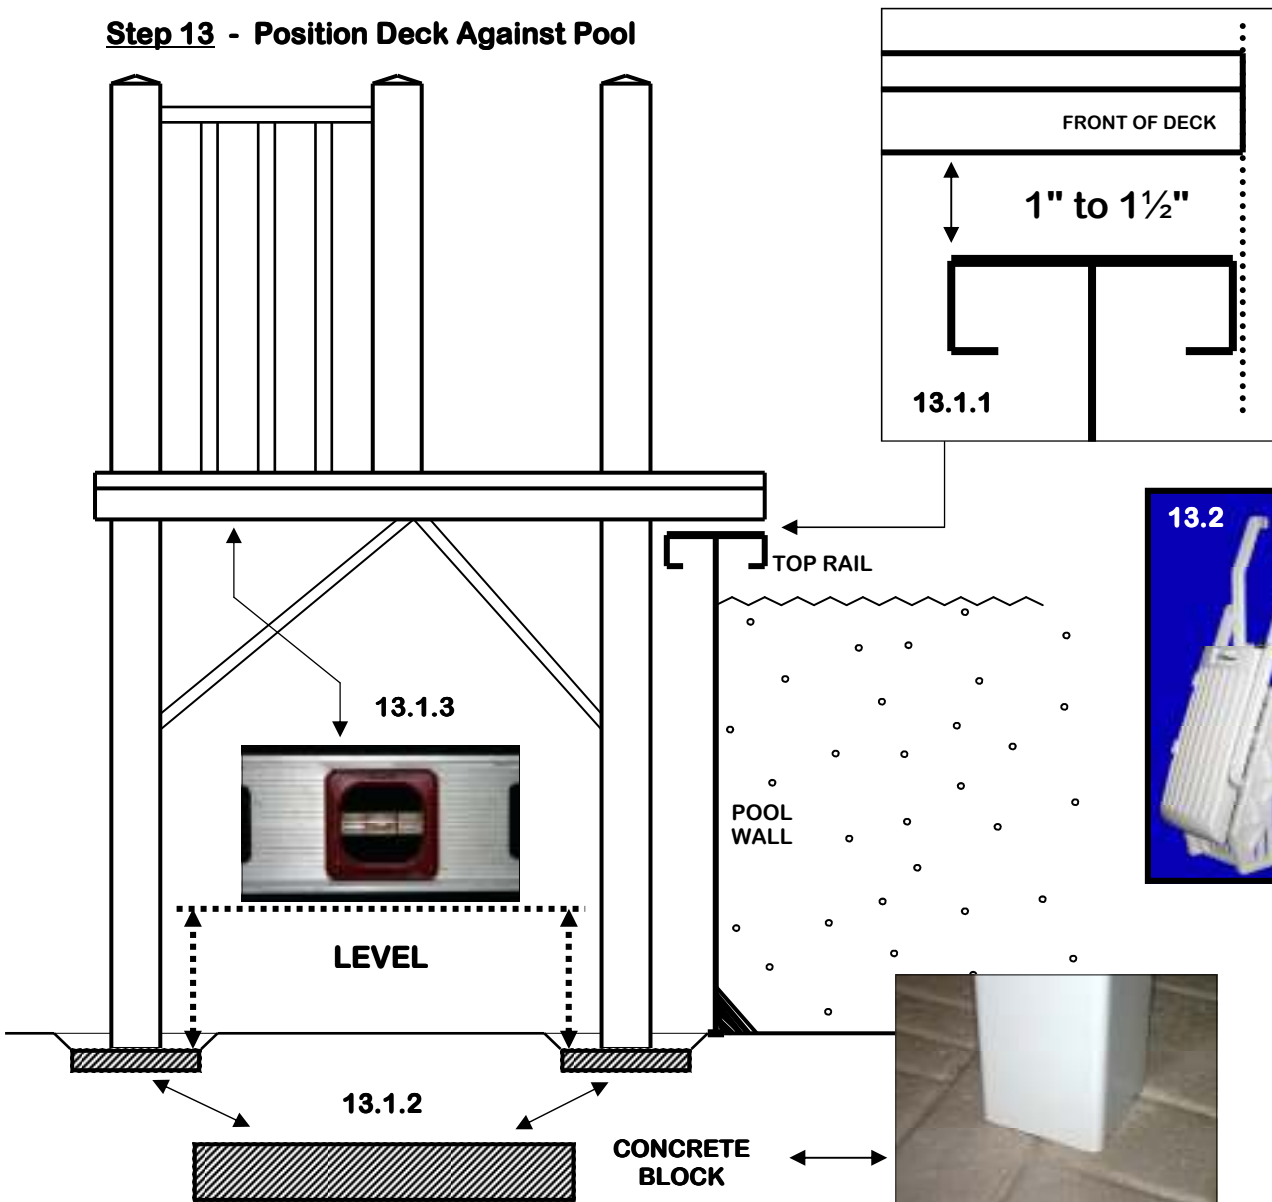 Step 13 - Position Deck Against Pool
FRONT OF DECK
1" to 1½"
13.1.1
13.2
TOP RAIL
13.1.3
POOL
WALL
LEVEL
13.1.2
CONCRETE
BLOCK